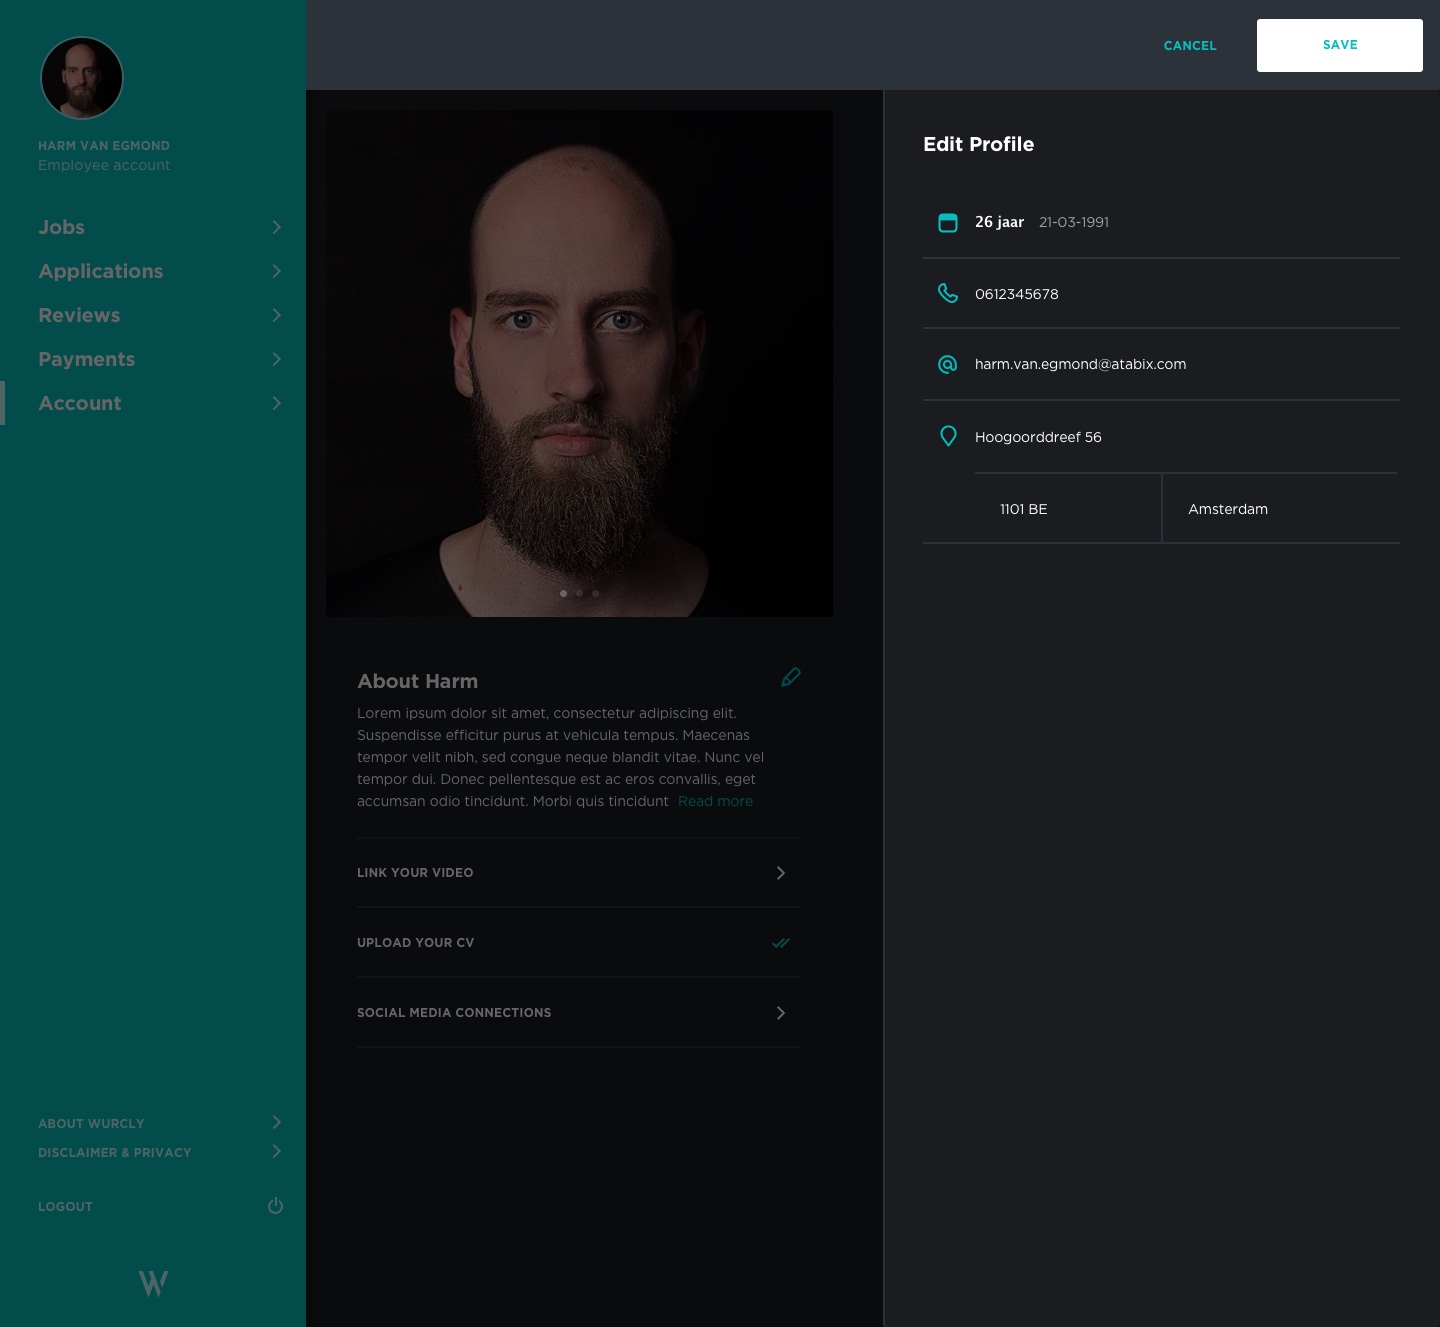 CANCEL
SAVE
HARM VAN EGMOND
Employee account
Jobs
Applications
Reviews
Payments
Account
ABOUT WURCLY
DISCLAIMER & PRIVACY
LOGOUT
W
About Harm
Lorem ipsum dolor sit amet, consectetur adipiscing elit.
Suspendisse efficitur purus at vehicula tempus. Maecenas
tempor velit nibh, sed congue neque blandit vitae. Nunc vel
tempor dui. Donec pellentesque est ac eros convallis, eget
accumsan odio tincidunt. Morbi quis tincidunt Read more
LINK YOUR VIDEO
UPLOAD YOUR CV
SOCIAL MEDIA CONNECTIONS
Edit Profile
26 jaar 21-03-1991
0612345678
harm.van.egmond@atabix.com
Hoogoorddreef 56
1101 BE Amsterdam